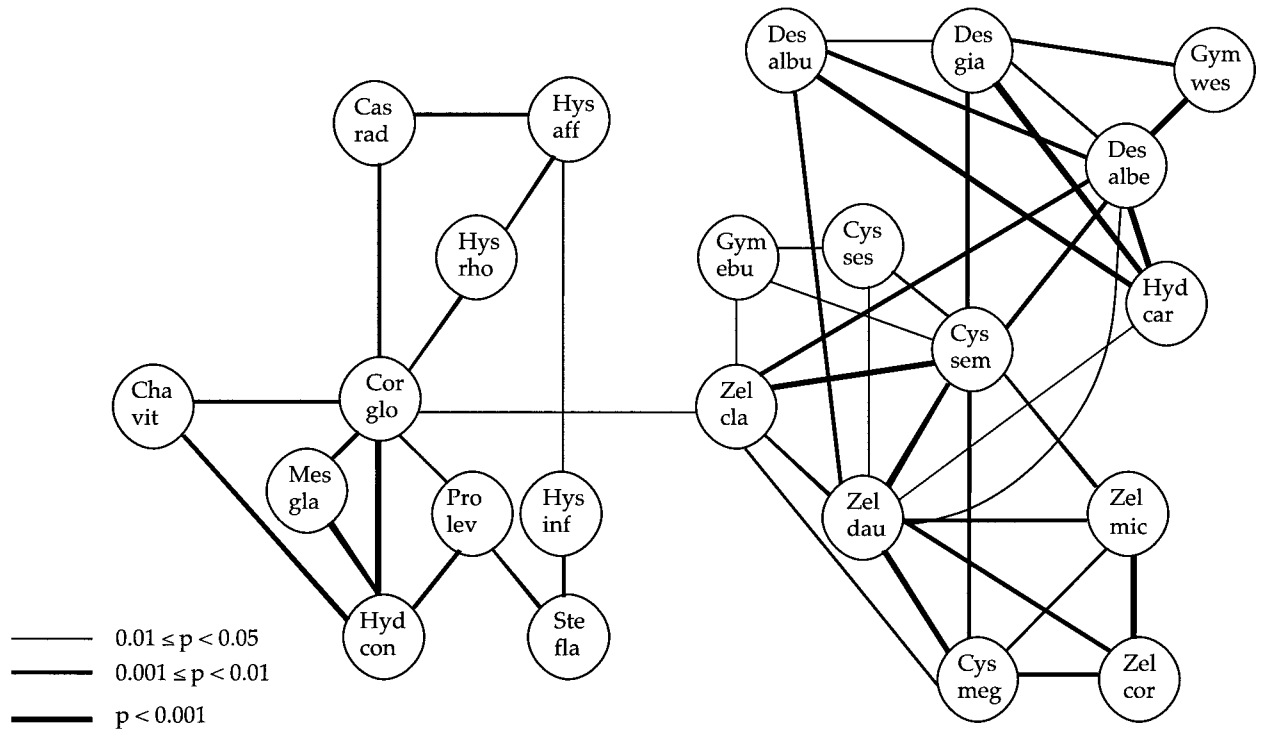 Des
albu
Des
gia
Gym
wes
Cas
rad
Hys
aff
Des
albe
Hys
rho
Gym
ebu
Cys
ses
Hyd
car
Cys
sem
Cha
vit
Cor
glo
Zel
cla
Mes
gla
Pro
lev
Hys
inf
Zel
dau
Zel
mic
Hyd
con
Ste
fla
Cys
meg
Zel
cor
0.01 ≤ p < 0.05
0.001 ≤ p < 0.01
p < 0.001